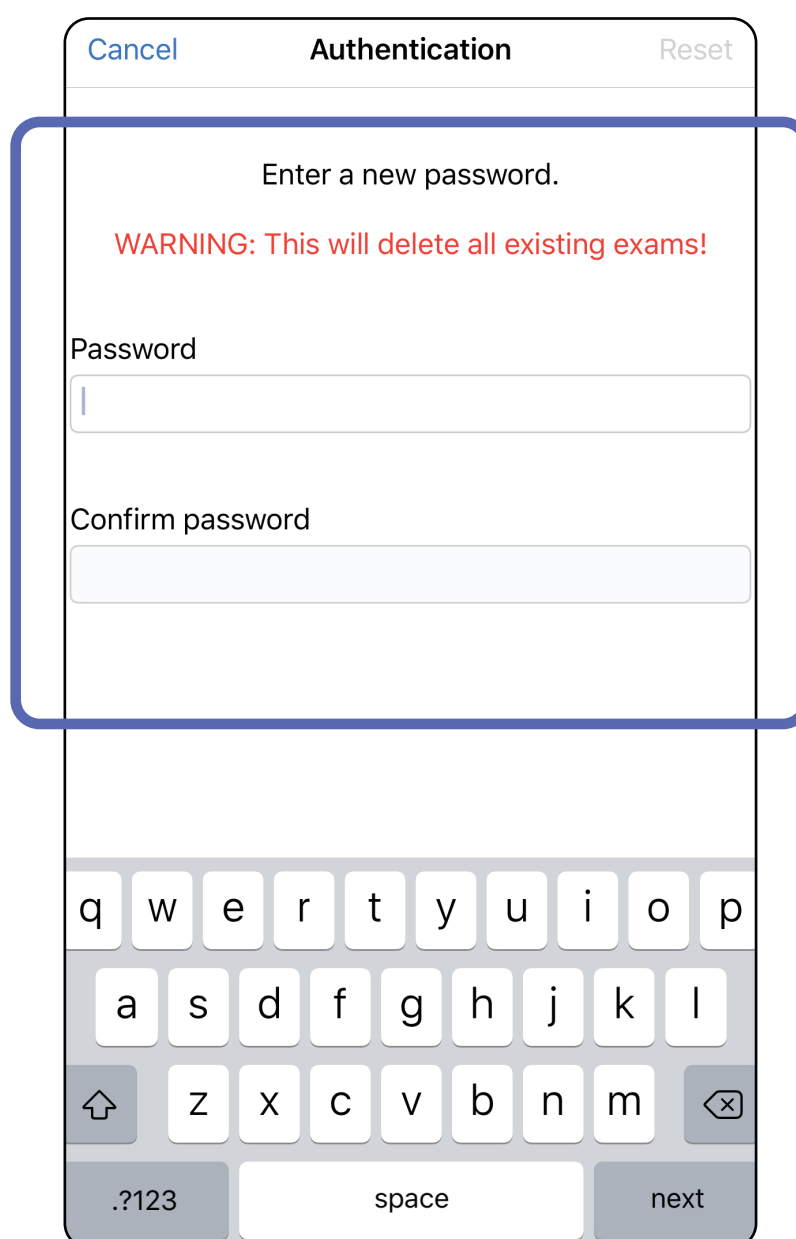 Cancel Authentication Reset
Enter a new password.
WARNING: This will delete all existing exams!
Password
Confirm password
q w e r t y u i o p
a s d f g h j k l
z x c v b n m
.?123 space next